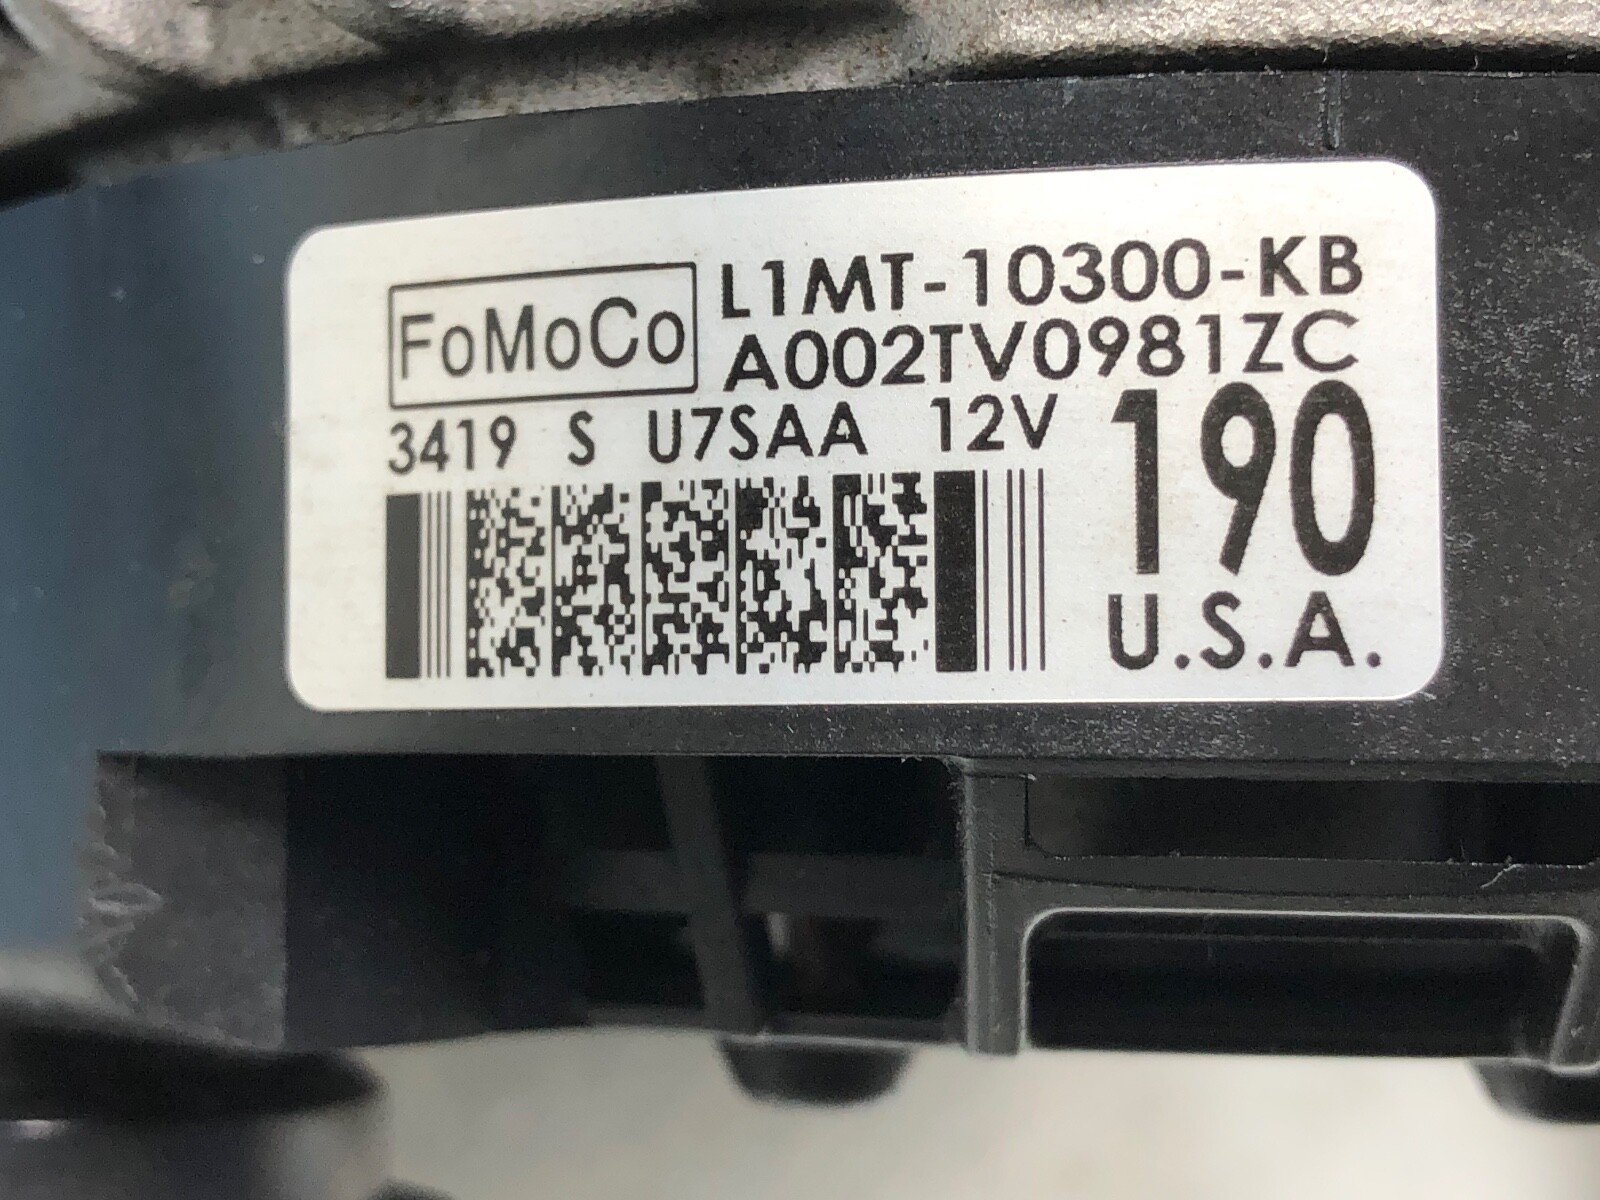 FoMoCo
L1MT-10300-KB
A002TV0981ZC
3419 S U7SAA 12V
190
U.S.A.